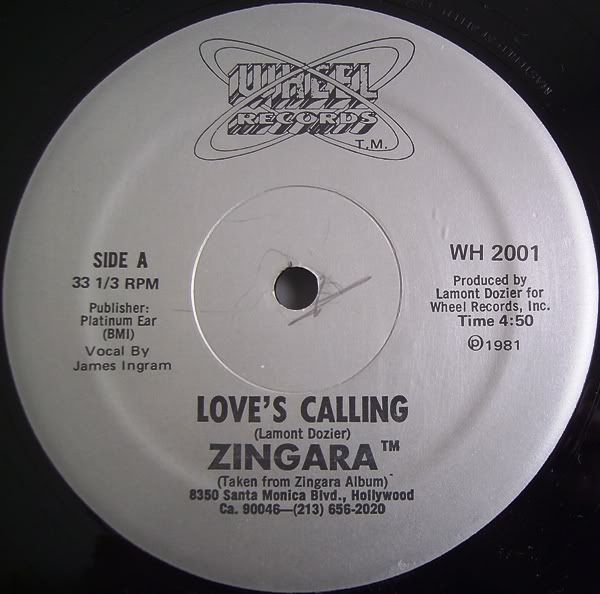 WHEEL
RECORDS
T.M.
SIDE A
33 1/3 RPM
Publisher:
Platinum Ear
(BMI)
Vocal By
James Ingram
WH 2001
Produced by
Lamont Dozier for
Wheel Records, Inc.
Time 4:50
℗1981
LOVE'S CALLING
(Lamont Dozier)
ZINGARA™
(Taken from Zingara Album)
8350 Santa Monica Blvd., Hollywood
Ca. 90046—(213) 656-2020